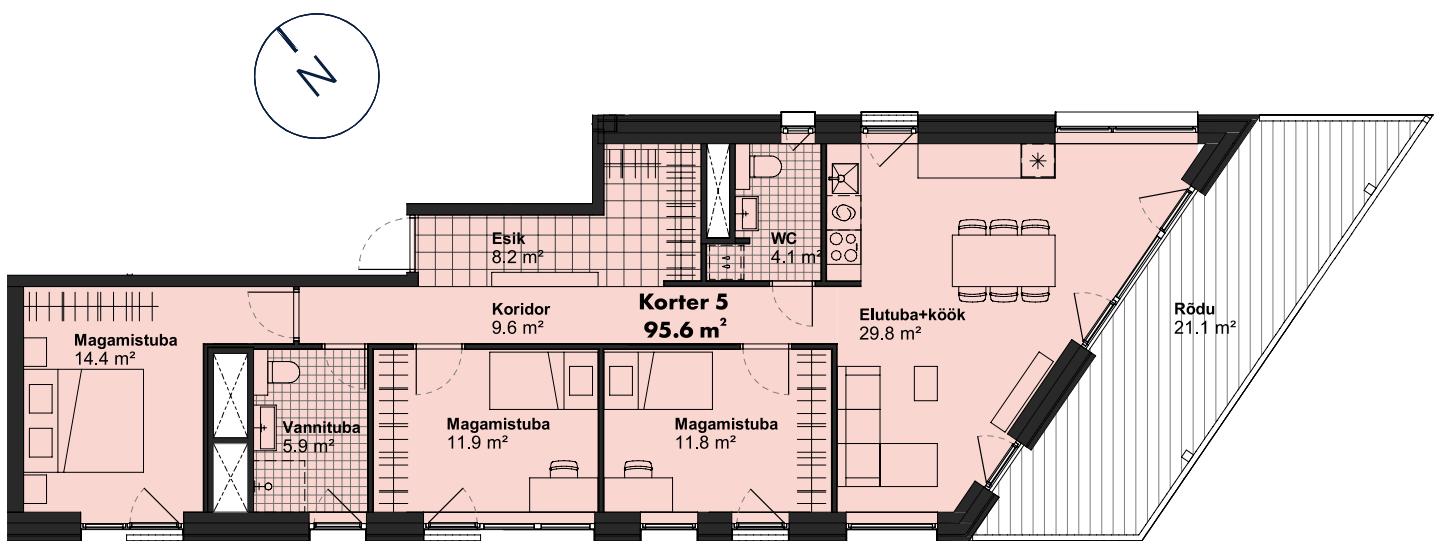 N
Esik
8.2 m²
WC
4.1 m²
Koridor
9.6 m²
Korter 5
95.6 m²
Elutuba+köök
29.8 m²
Rõdu
21.1 m²
Magamistuba
14.4 m²
Vannituba
5.9 m²
Magamistuba
11.9 m²
Magamistuba
11.8 m²